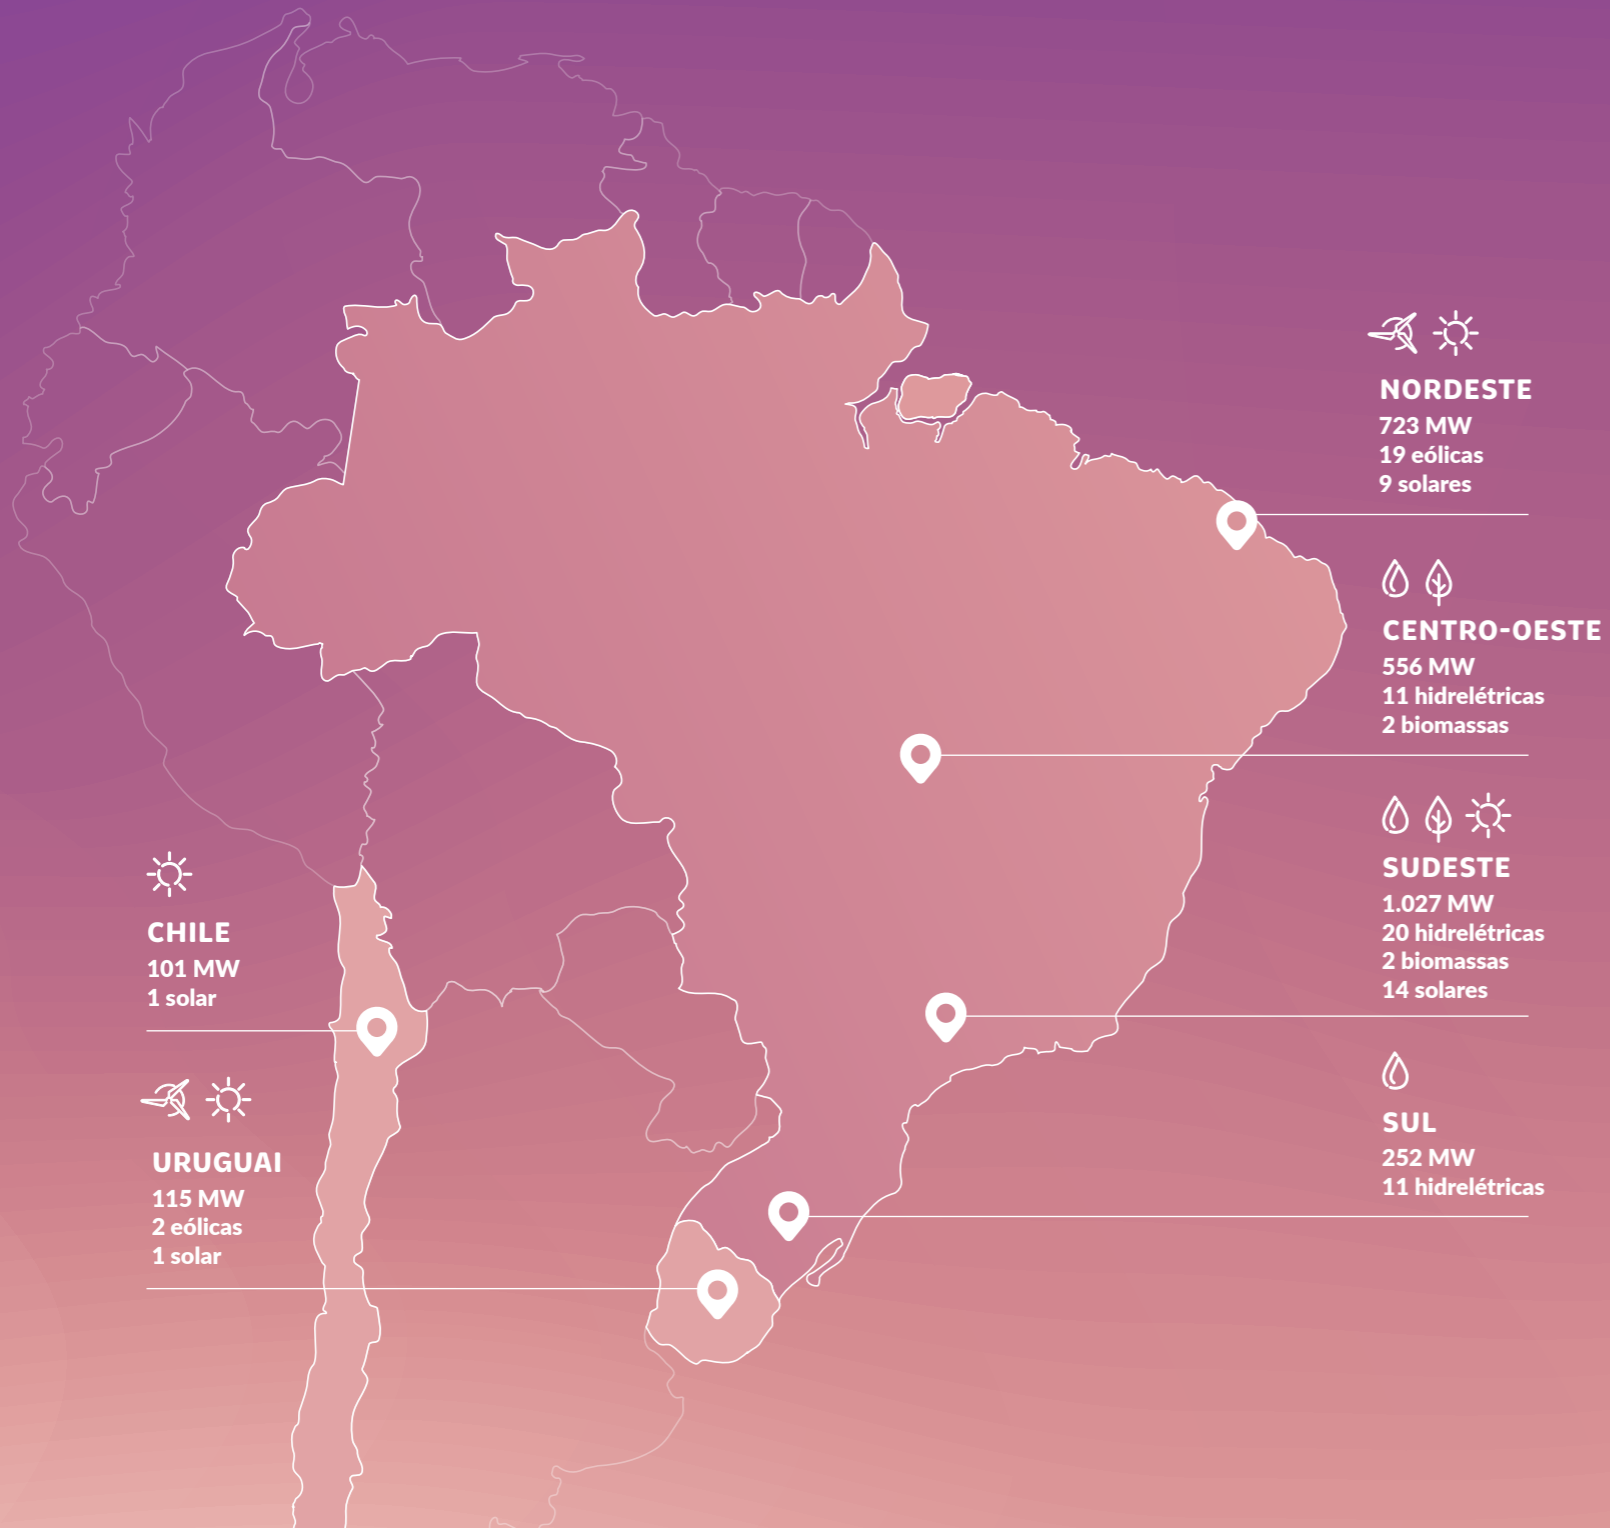 NORDESTE
723 MW
19 eólicas
9 solares
CENTRO-OESTE
556 MW
11 hidrelétricas
2 biomassas
SUDESTE
1.027 MW
20 hidrelétricas
2 biomassas
14 solares
SUL
252 MW
11 hidrelétricas
CHILE
101 MW
1 solar
URUGUAI
115 MW
2 eólicas
1 solar